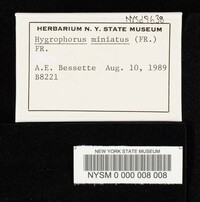 NYSd9638
HERBARIUM N. Y. STATE MUSEUM
Hygrophorus miniatus (FR.)
FR.
A.E. Bessette Aug. 10, 1989
B8221
NEW YORK STATE MUSEUM
NYSM 0 000 008 008